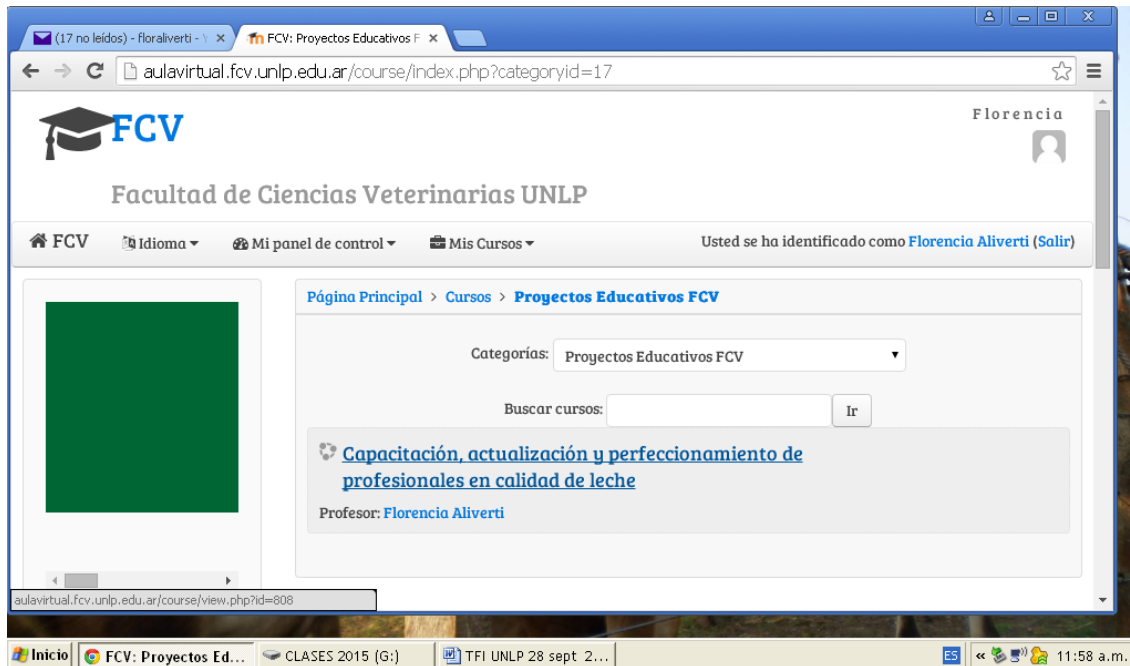 (17 no leídos) - floraliverti - Y
FCV: Proyectos Educativos F
aulavirtual.fcv.unlp.edu.ar/course/index.php?categoryid=17
FCV
Florencia
Facultad de Ciencias Veterinarias UNLP
FCV Idioma Mi panel de control Mis Cursos Usted se ha identificado como Florencia Aliverti (Salir)
Página Principal > Cursos > Proyectos Educativos FCV
Categorías: Proyectos Educativos FCV
Buscar cursos: Ir
Capacitación, actualización y perfeccionamiento de
profesionales en calidad de leche
Profesor: Florencia Aliverti
aulavirtual.fcv.unlp.edu.ar/course/view.php?id=808
Inicio FCV: Proyectos Ed... CLASES 2015 (G:) TFI UNLP 28 sept 2... ES « 11:58 a.m.